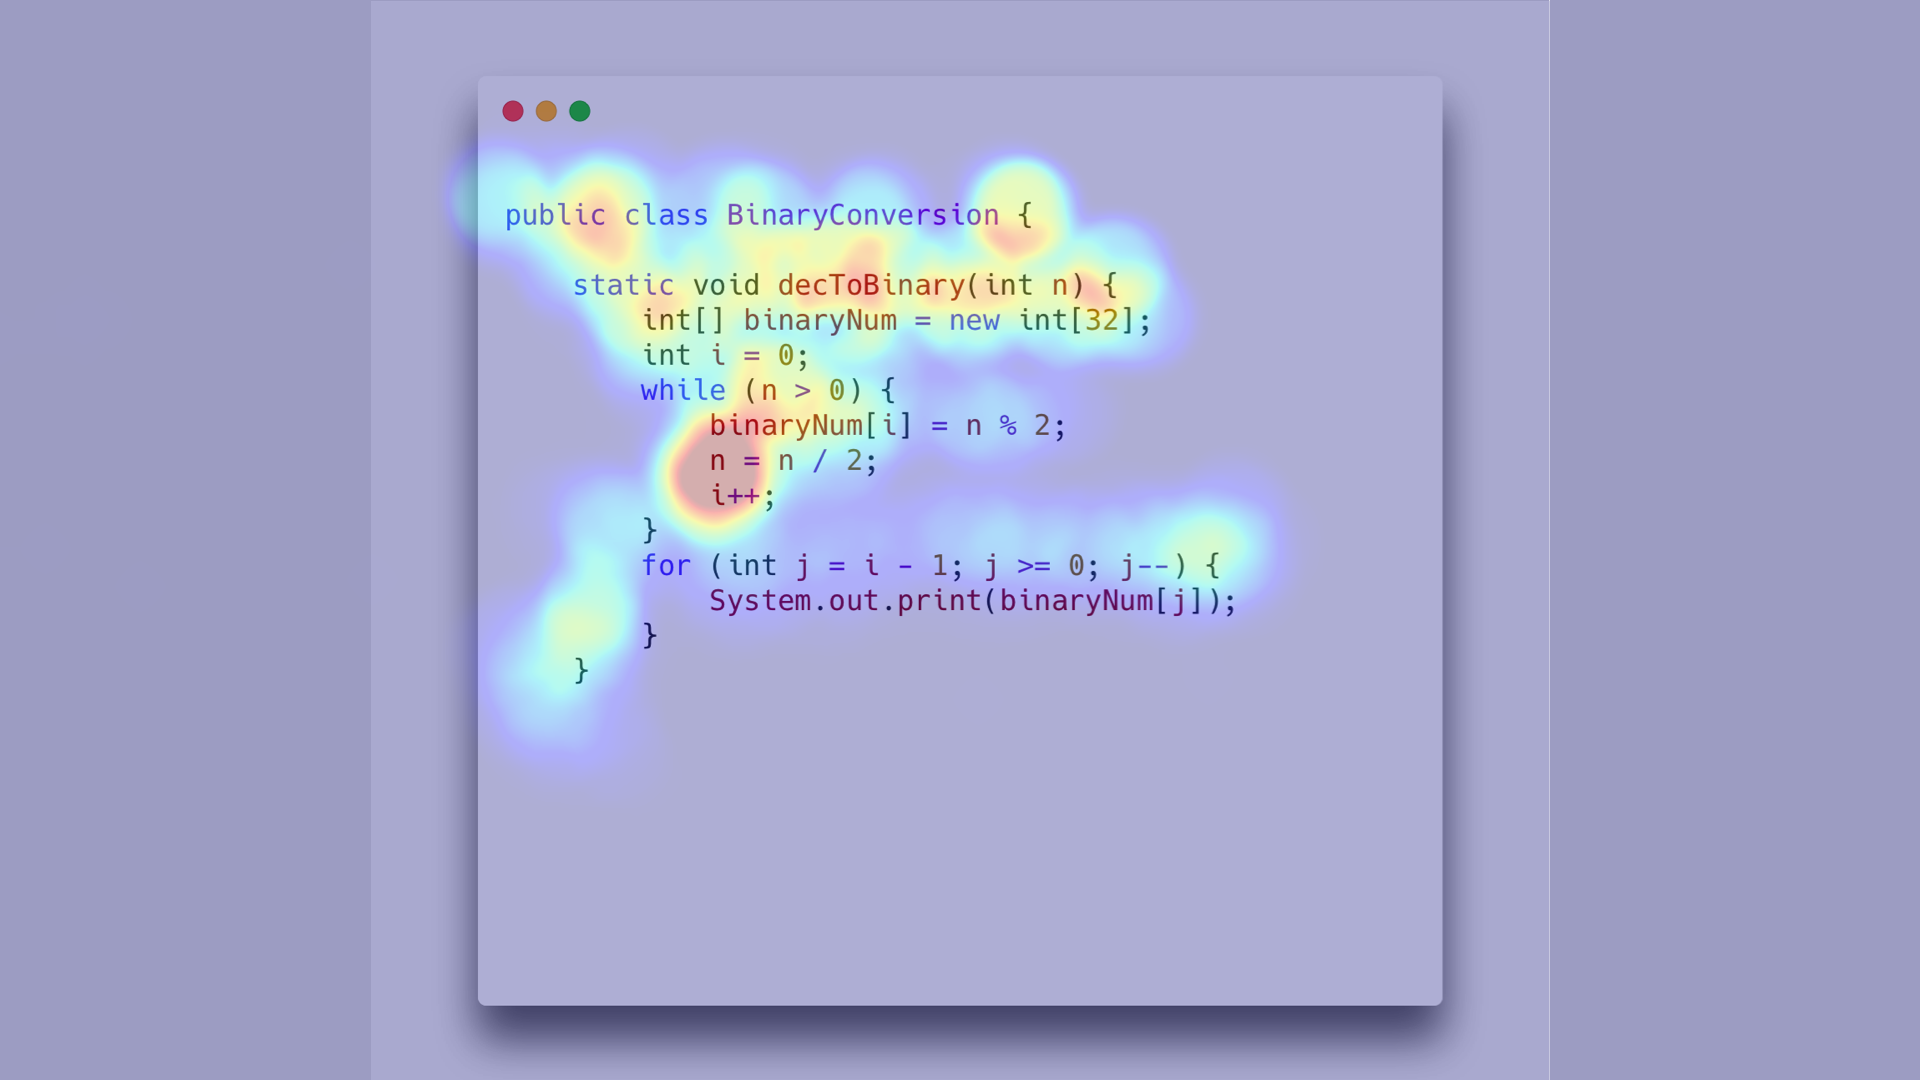 public class BinaryConversion {
static void decToBinary(int n) {
int[] binaryNum = new int[32];
int i = 0;
while (n > 0) {
binaryNum[i] = n % 2;
n = n / 2;
i++;
}
for (int j = i - 1; j >= 0; j--) {
System.out.print(binaryNum[j]);
}
}